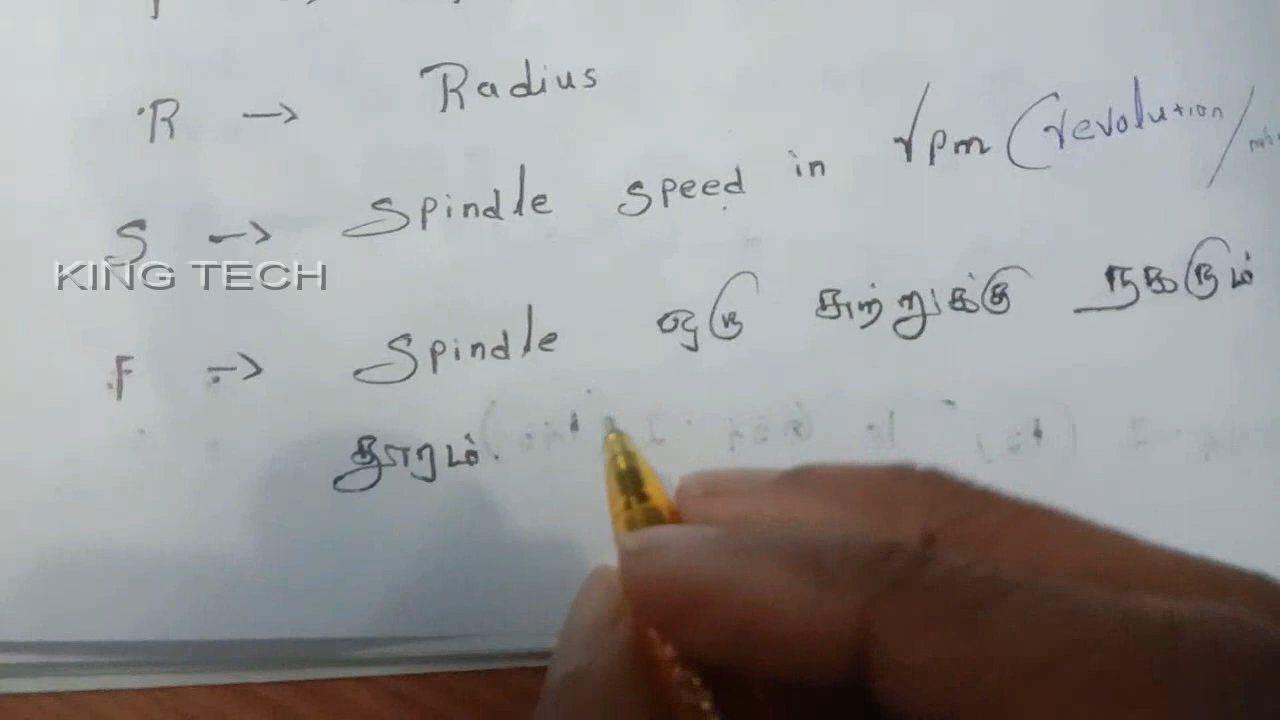 R → Radius
S → Spindle speed in rpm (revolution/
KING TECH
F → Spindle ஒரு சுற்றுக்கு நகரும்
தூரம்.